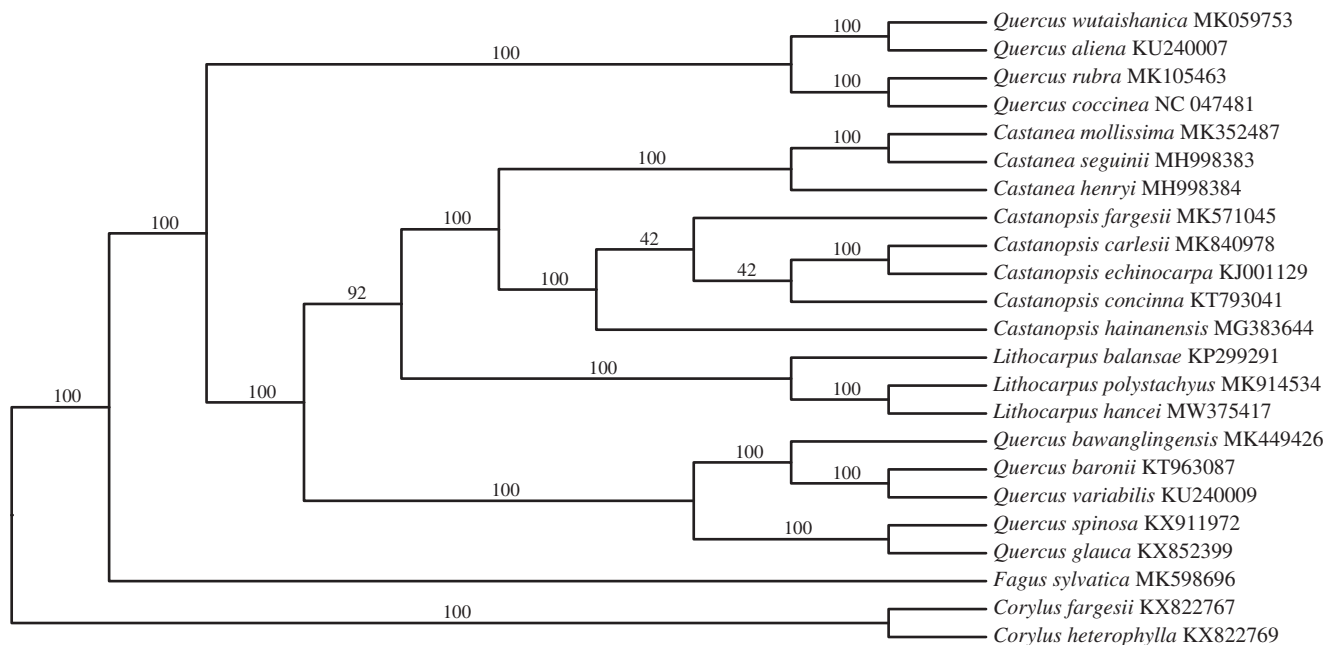 Quercus wutaishanica MK059753
100
Quercus aliena KU240007
100
Quercus rubra MK105463
100
Quercus coccinea NC 047481
Castanea mollissima MK352487
100
Castanea seguinii MH998383
100
Castanea henryi MH998384
100
Castanopsis fargesii MK571045
100
42
Castanopsis carlesii MK840978
100
Castanopsis echinocarpa KJ001129
42
100
92
Castanopsis concinna KT793041
Castanopsis hainanensis MG383644
Lithocarpus balansae KP299291
100
Lithocarpus polystachyus MK914534
100
100
100
Lithocarpus hancei MW375417
Quercus bawanglingensis MK449426
100
Quercus baronii KT963087
100
100
Quercus variabilis KU240009
Quercus spinosa KX911972
100
Quercus glauca KX852399
Fagus sylvatica MK598696
Corylus fargesii KX822767
100
Corylus heterophylla KX822769